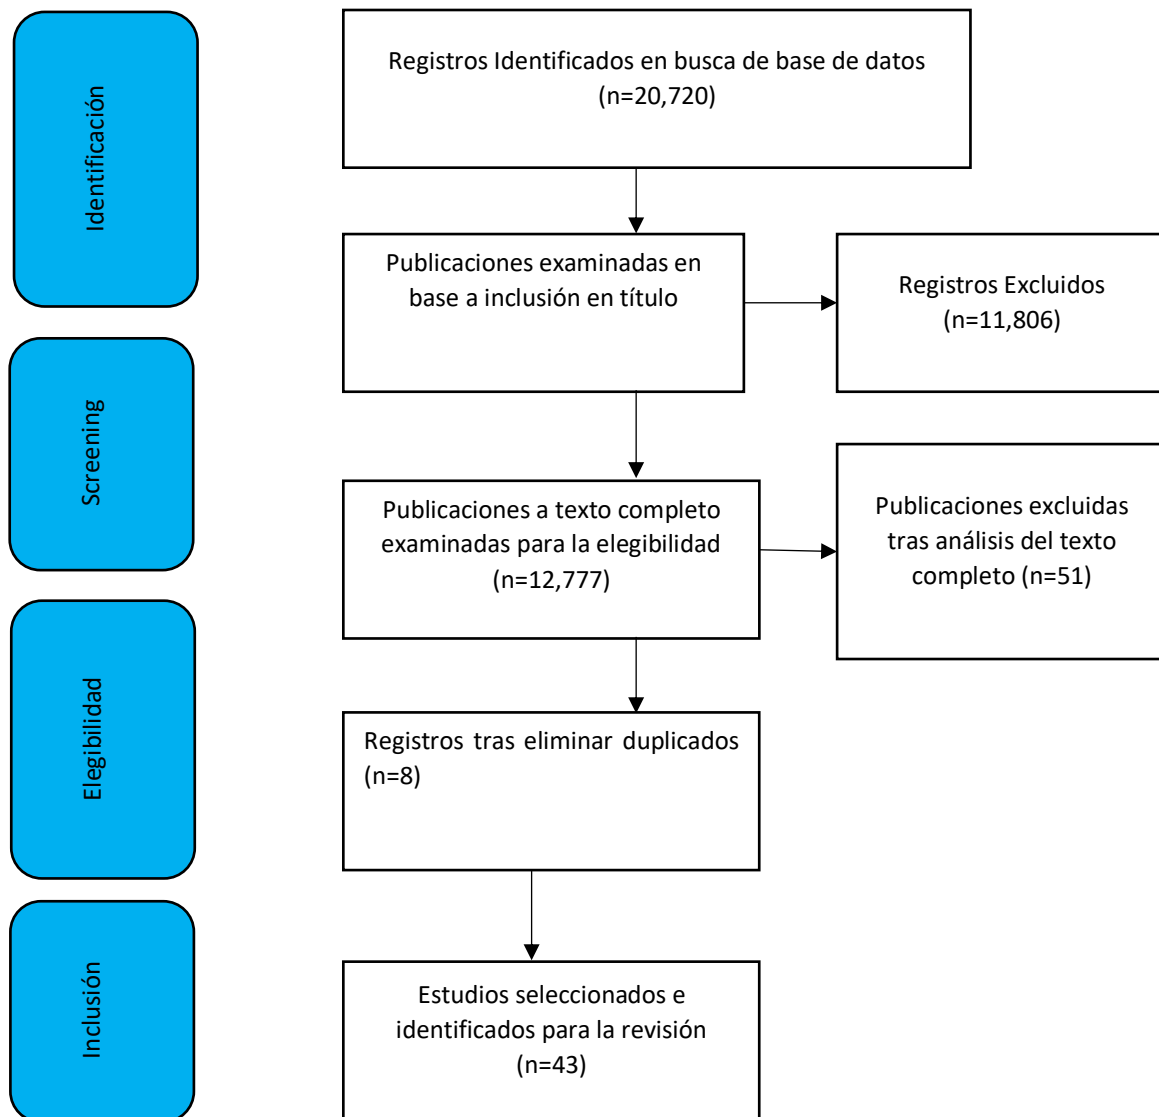 Identificación
Registros Identificados en busca de base de datos
(n=20,720)
Publicaciones examinadas en
base a inclusión en título
Registros Excluidos
(n=11,806)
Screening
Publicaciones a texto completo
examinadas para la elegibilidad
(n=12,777)
Publicaciones excluidas
tras análisis del texto
completo (n=51)
Elegibilidad
Registros tras eliminar duplicados
(n=8)
Inclusión
Estudios seleccionados e
identificados para la revisión
(n=43)